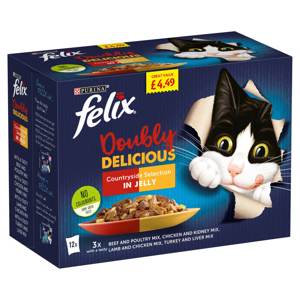 PURINA
GREAT VALUE
£4.49
felix
Doubly
DELICIOUS
Countryside Selection
IN JELLY
NO
COLOURANTS
12x
3x
BEEF AND POULTRY MIX, CHICKEN AND KIDNEY MIX,
LAMB AND CHICKEN MIX, TURKEY AND LIVER MIX